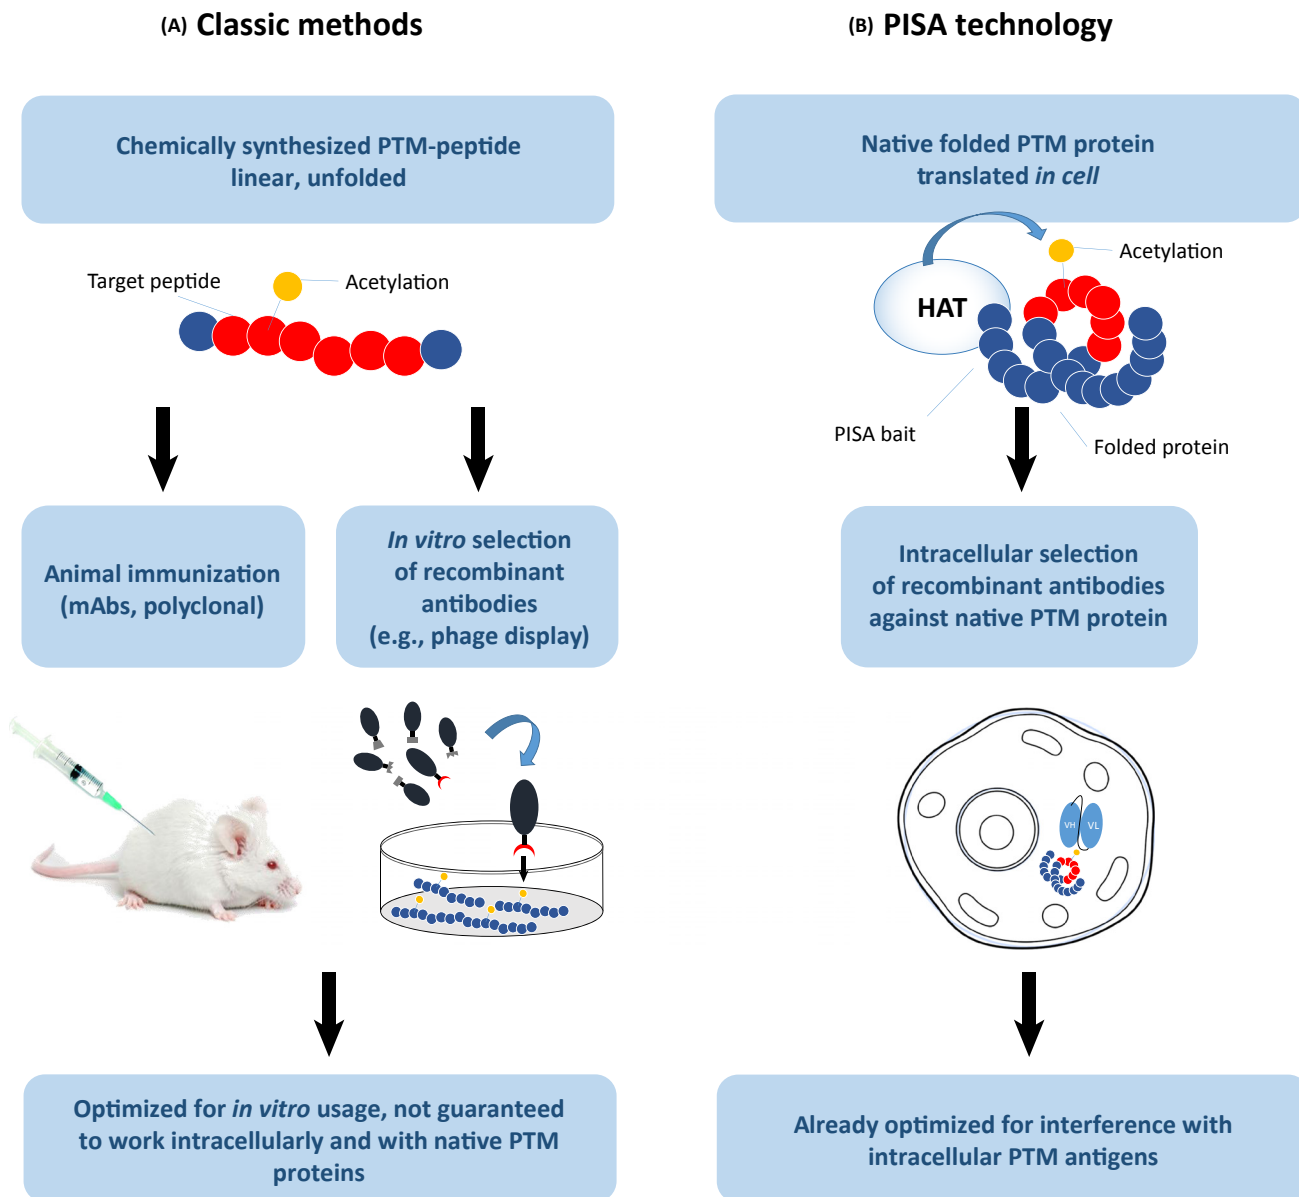 (A) Classic methods
Chemically synthesized PTM-peptide
linear, unfolded
Target peptide
Acetylation
Animal immunization
(mAbs, polyclonal)
In vitro selection
of recombinant
antibodies
(e.g., phage display)
Optimized for in vitro usage, not guaranteed
to work intracellularly and with native PTM
proteins
(B) PISA technology
Native folded PTM protein
translated in cell
Acetylation
HAT
PISA bait
Folded protein
Intracellular selection
of recombinant antibodies
against native PTM protein
VH
VL
Already optimized for interference with
intracellular PTM antigens